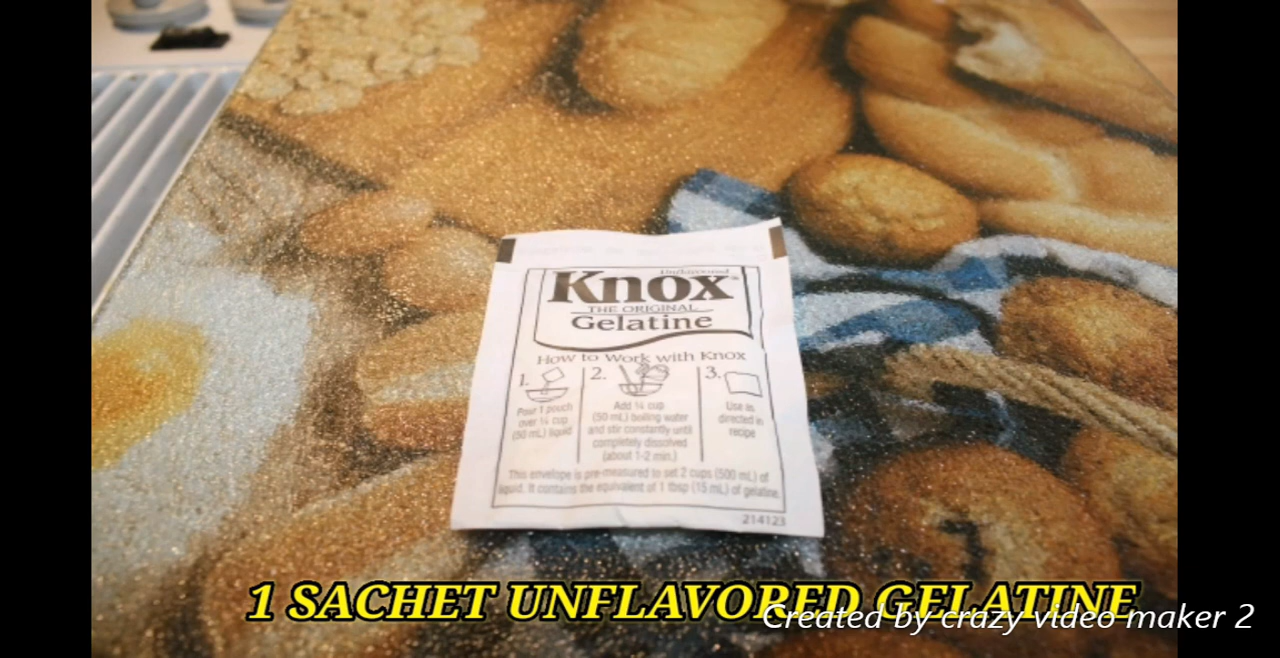 Unflavoured
Knox™
THE ORIGINAL
Gelatine
How to Work with Knox
1.
Pour 1 pouch
over ¼ cup
(50 mL) liquid
2.
Add ¼ cup
(50 mL) boiling water
and stir constantly until
completely dissolved
(about 1-2 min.)
3.
Use as
directed in
recipe
This envelope is pre-measured to set 2 cups (500 mL) of
liquid. It contains the equivalent of 1 tbsp (15 mL) of gelatine.
214123
1 SACHET UNFLAVORED GELATINE
Created by crazy video maker 2